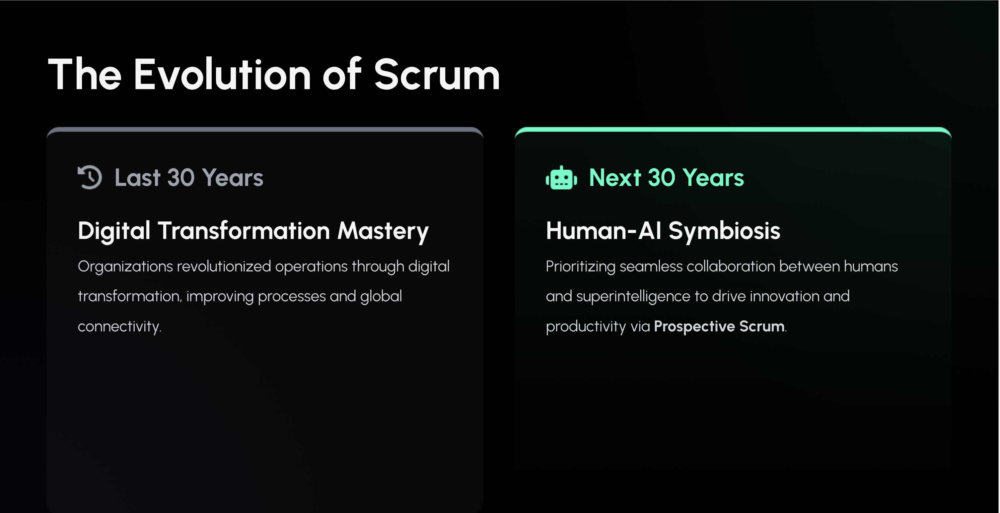 The Evolution of Scrum
Last 30 Years
Digital Transformation Mastery
Organizations revolutionized operations through digital
transformation, improving processes and global
connectivity.
Next 30 Years
Human-AI Symbiosis
Prioritizing seamless collaboration between humans
and superintelligence to drive innovation and
productivity via Prospective Scrum.